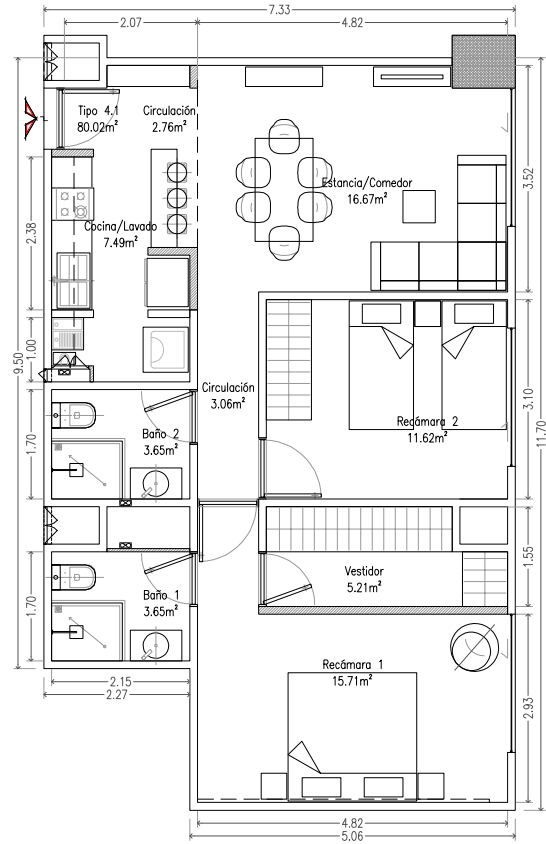 7.33
2.07
4.82
Tipo 4.1
80.02m²
Circulación
2.76m²
Estancia/Comedor
16.67m²
3.52
2.38
Cocina/Lavado
7.49m²
9.50
1.00
Circulación
3.06m²
Recámara 2
11.62m²
3.10
11.70
1.70
Baño 2
3.65m²
Vestidor
5.21m²
1.55
1.70
Baño 1
3.65m²
Recámara 1
15.71m²
2.93
2.15
2.27
4.82
5.06